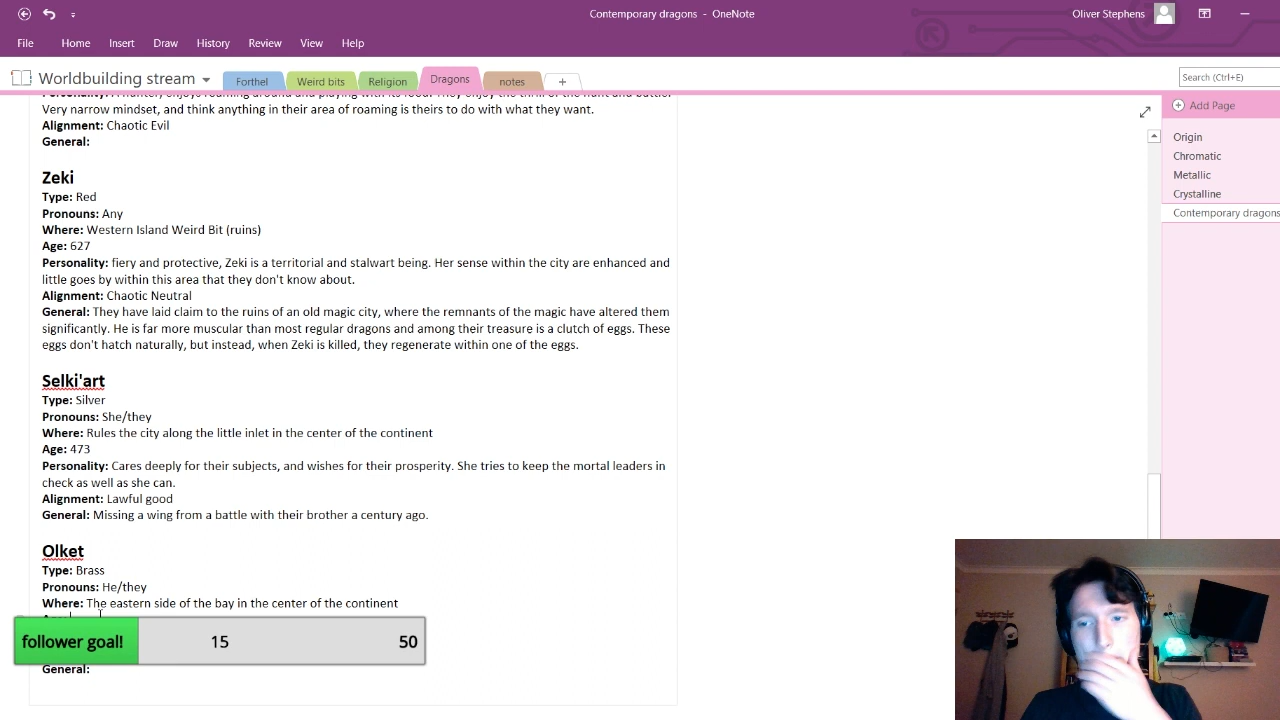 Contemporary dragons - OneNote
Oliver Stephens
File Home Insert Draw History Review View Help
Worldbuilding stream
Forthel Weird bits Religion Dragons notes +
Search (Ctrl+E)
Add Page
Origin
Chromatic
Metallic
Crystalline
Contemporary dragons
Very narrow mindset, and think anything in their area of roaming is theirs to do with what they want.
Alignment: Chaotic Evil
General:
Zeki
Type: Red
Pronouns: Any
Where: Western Island Weird Bit (ruins)
Age: 627
Personality: fiery and protective, Zeki is a territorial and stalwart being. Her sense within the city are enhanced and
little goes by within this area that they don't know about.
Alignment: Chaotic Neutral
General: They have laid claim to the ruins of an old magic city, where the remnants of the magic have altered them
significantly. He is far more muscular than most regular dragons and among their treasure is a clutch of eggs. These
eggs don't hatch naturally, but instead, when Zeki is killed, they regenerate within one of the eggs.
Selki'art
Type: Silver
Pronouns: She/they
Where: Rules the city along the little inlet in the center of the continent
Age: 473
Personality: Cares deeply for their subjects, and wishes for their prosperity. She tries to keep the mortal leaders in
check as well as she can.
Alignment: Lawful good
General: Missing a wing from a battle with their brother a century ago.
Olket
Type: Brass
Pronouns: He/they
Where: The eastern side of the bay in the center of the continent
follower goal! 15 50
General: